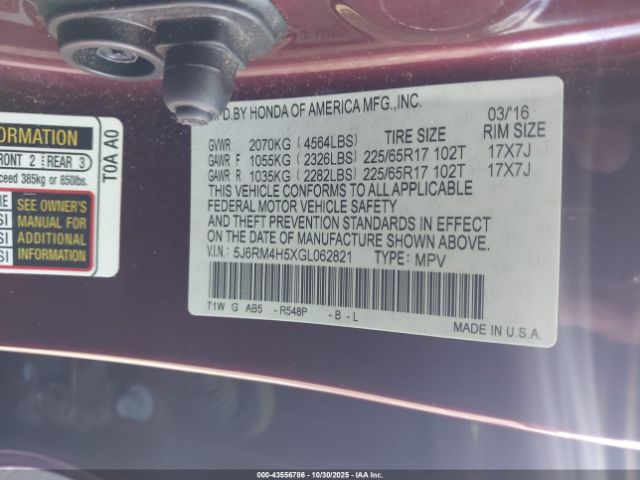 MFD.BY HONDA OF AMERICA MFG.,INC. 03/'16
GVWR 2070KG (4564LBS) TIRE SIZE RIM SIZE
GAWR F 1055KG (2326LBS) 225/65R17 102T 17X7J
GAWR R 1035KG (2282LBS) 225/65R17 102T 17X7J
THIS VEHICLE CONFORMS TO ALL APPLICABLE
FEDERAL MOTOR VEHICLE SAFETY
AND THEFT PREVENTION STANDARDS IN EFFECT
ON THE DATE OF MANUFACTURE SHOWN ABOVE.
V.I.N.: 5J6RM4H5XGL062821 TYPE: MPV
T1W G AB5 -R548P -B-L
MADE IN U.S.A.
ORMATION
FRONT 2 REAR 3
ceed 385kg or 850lbs.
SEE OWNER'S
MANUAL FOR
ADDITIONAL
INFORMATION
T0A A0
000-43556786 - 10/30/2025 - IAAI COMPANY